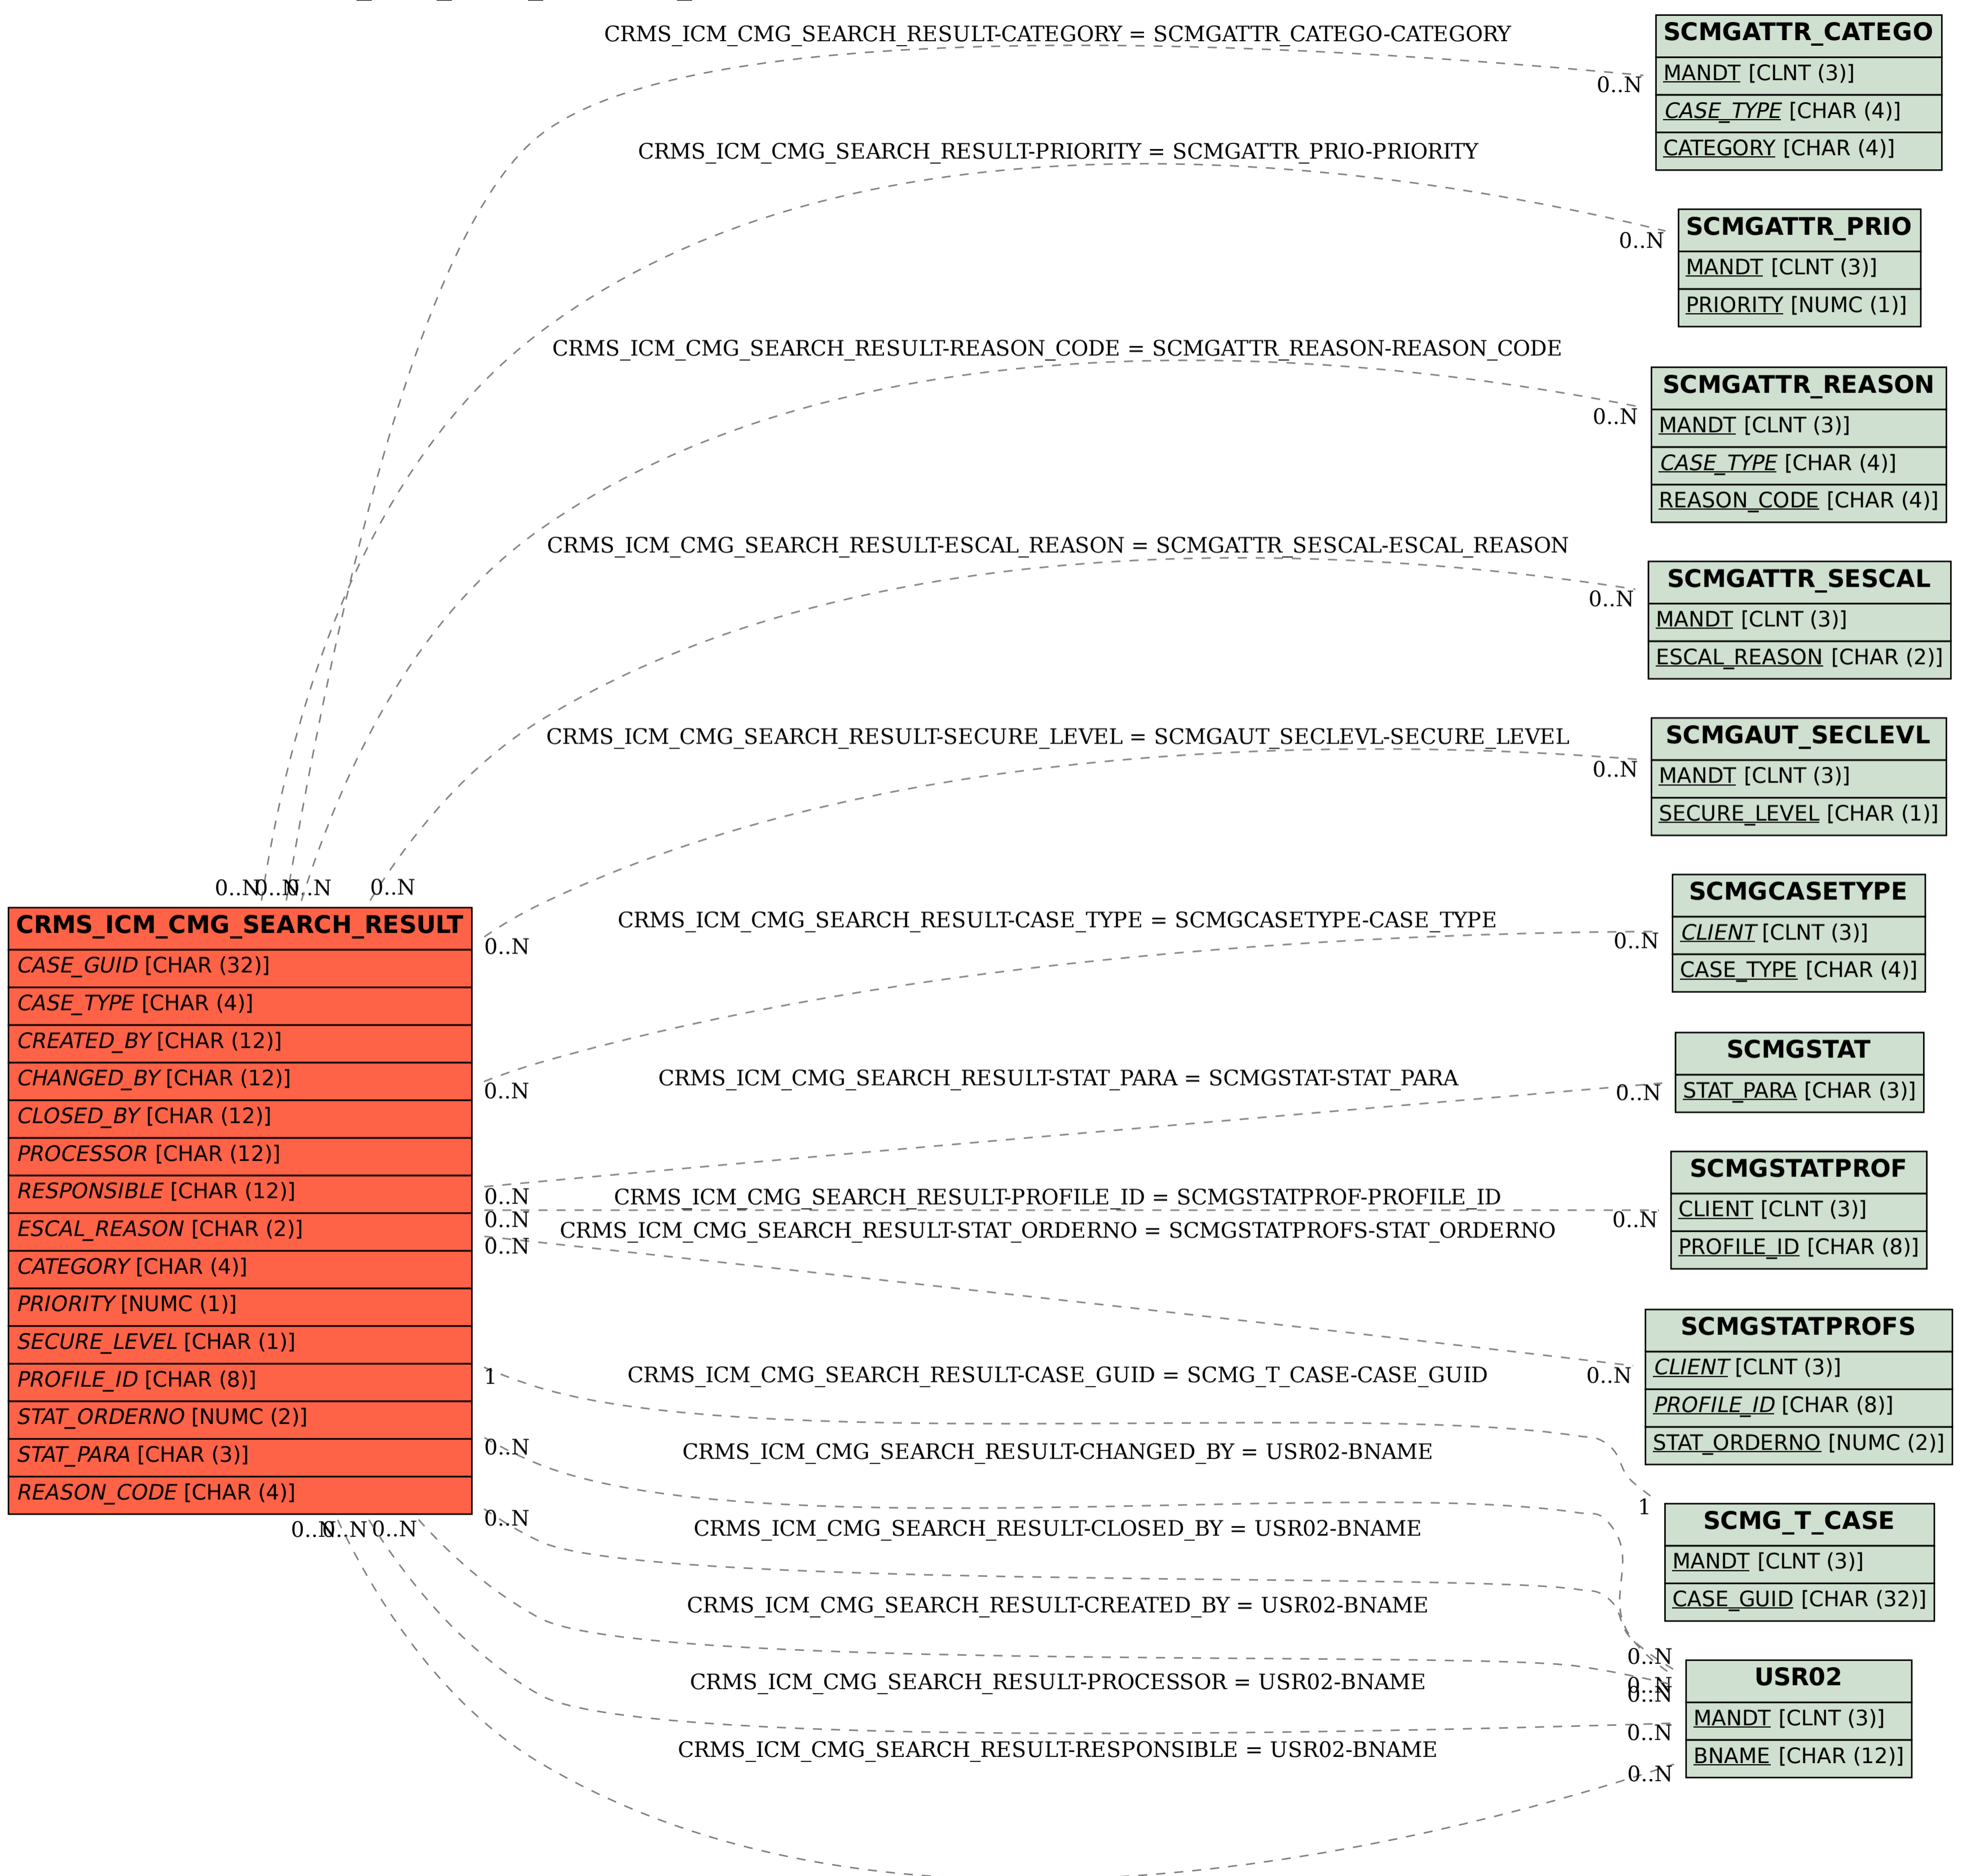 CRMS_ICM_CMG_SEARCH_RESULT-CATEGORY = SCMGATTR_CATEGO-CATEGORY
0..N
SCMGATTR_CATEGO
MANDT [CLNT (3)]
CASE_TYPE [CHAR (4)]
CATEGORY [CHAR (4)]
CRMS_ICM_CMG_SEARCH_RESULT-PRIORITY = SCMGATTR_PRIO-PRIORITY
0..N
SCMGATTR_PRIO
MANDT [CLNT (3)]
PRIORITY [NUMC (1)]
CRMS_ICM_CMG_SEARCH_RESULT-REASON_CODE = SCMGATTR_REASON-REASON_CODE
0..N
SCMGATTR_REASON
MANDT [CLNT (3)]
CASE_TYPE [CHAR (4)]
REASON_CODE [CHAR (4)]
CRMS_ICM_CMG_SEARCH_RESULT-ESCAL_REASON = SCMGATTR_SESCAL-ESCAL_REASON
0..N
SCMGATTR_SESCAL
MANDT [CLNT (3)]
ESCAL_REASON [CHAR (2)]
CRMS_ICM_CMG_SEARCH_RESULT-SECURE_LEVEL = SCMGAUT_SECLEVL-SECURE_LEVEL
0..N
SCMGAUT_SECLEVL
MANDT [CLNT (3)]
SECURE_LEVEL [CHAR (1)]
0..N
0..N
0..N
0..N
CRMS_ICM_CMG_SEARCH_RESULT
CASE_GUID [CHAR (32)]
CASE_TYPE [CHAR (4)]
CREATED_BY [CHAR (12)]
CHANGED_BY [CHAR (12)]
CLOSED_BY [CHAR (12)]
PROCESSOR [CHAR (12)]
RESPONSIBLE [CHAR (12)]
ESCAL_REASON [CHAR (2)]
CATEGORY [CHAR (4)]
PRIORITY [NUMC (1)]
SECURE_LEVEL [CHAR (1)]
PROFILE_ID [CHAR (8)]
STAT_ORDERNO [NUMC (2)]
STAT_PARA [CHAR (3)]
REASON_CODE [CHAR (4)]
0..N
0..N
0..N
0..N
CRMS_ICM_CMG_SEARCH_RESULT-CASE_TYPE = SCMGCASETYPE-CASE_TYPE
0..N
0..N
SCMGCASETYPE
CLIENT [CLNT (3)]
CASE_TYPE [CHAR (4)]
CRMS_ICM_CMG_SEARCH_RESULT-STAT_PARA = SCMGSTAT-STAT_PARA
0..N
0..N
SCMGSTAT
STAT_PARA [CHAR (3)]
CRMS_ICM_CMG_SEARCH_RESULT-PROFILE_ID = SCMGSTATPROF-PROFILE_ID
0..N
0..N
SCMGSTATPROF
CLIENT [CLNT (3)]
PROFILE_ID [CHAR (8)]
CRMS_ICM_CMG_SEARCH_RESULT-STAT_ORDERNO = SCMGSTATPROFS-STAT_ORDERNO
0..N
0..N
SCMGSTATPROFS
CLIENT [CLNT (3)]
PROFILE_ID [CHAR (8)]
STAT_ORDERNO [NUMC (2)]
1
CRMS_ICM_CMG_SEARCH_RESULT-CASE_GUID = SCMG_T_CASE-CASE_GUID
1
SCMG_T_CASE
MANDT [CLNT (3)]
CASE_GUID [CHAR (32)]
0..N
CRMS_ICM_CMG_SEARCH_RESULT-CHANGED_BY = USR02-BNAME
0..N
CRMS_ICM_CMG_SEARCH_RESULT-CLOSED_BY = USR02-BNAME
CRMS_ICM_CMG_SEARCH_RESULT-CREATED_BY = USR02-BNAME
CRMS_ICM_CMG_SEARCH_RESULT-PROCESSOR = USR02-BNAME
CRMS_ICM_CMG_SEARCH_RESULT-RESPONSIBLE = USR02-BNAME
0..N
0..N
0..N
0..N
0..N
USR02
MANDT [CLNT (3)]
BNAME [CHAR (12)]